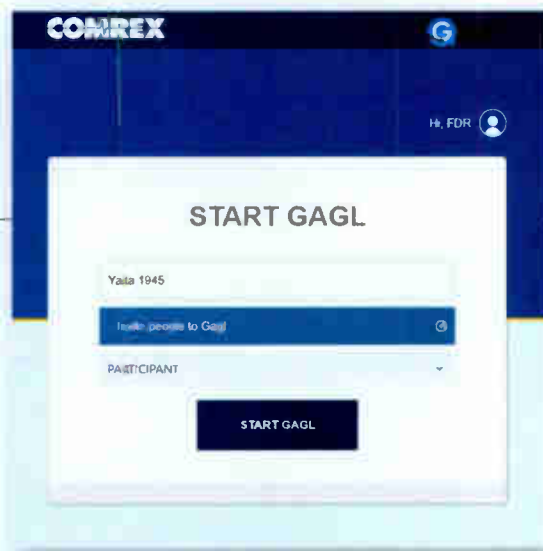 COMREX
G
Hi, FDR
START GAGL
Yalta 1945
Invite people to Gagl
PARTICIPANT
START GAGL